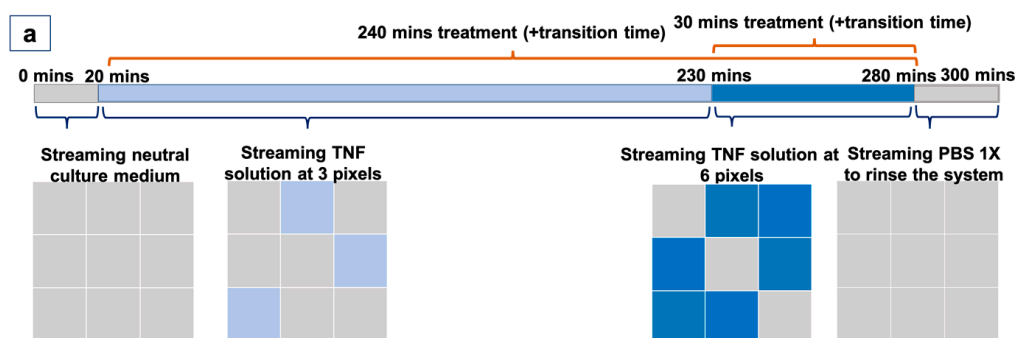 a
240 mins treatment (+transition time)
30 mins treatment (+transition time)
0 mins
20 mins
230 mins
280 mins
300 mins
Streaming neutral
culture medium
Streaming TNF
solution at 3 pixels
Streaming TNF solution at
6 pixels
Streaming PBS 1X
to rinse the system